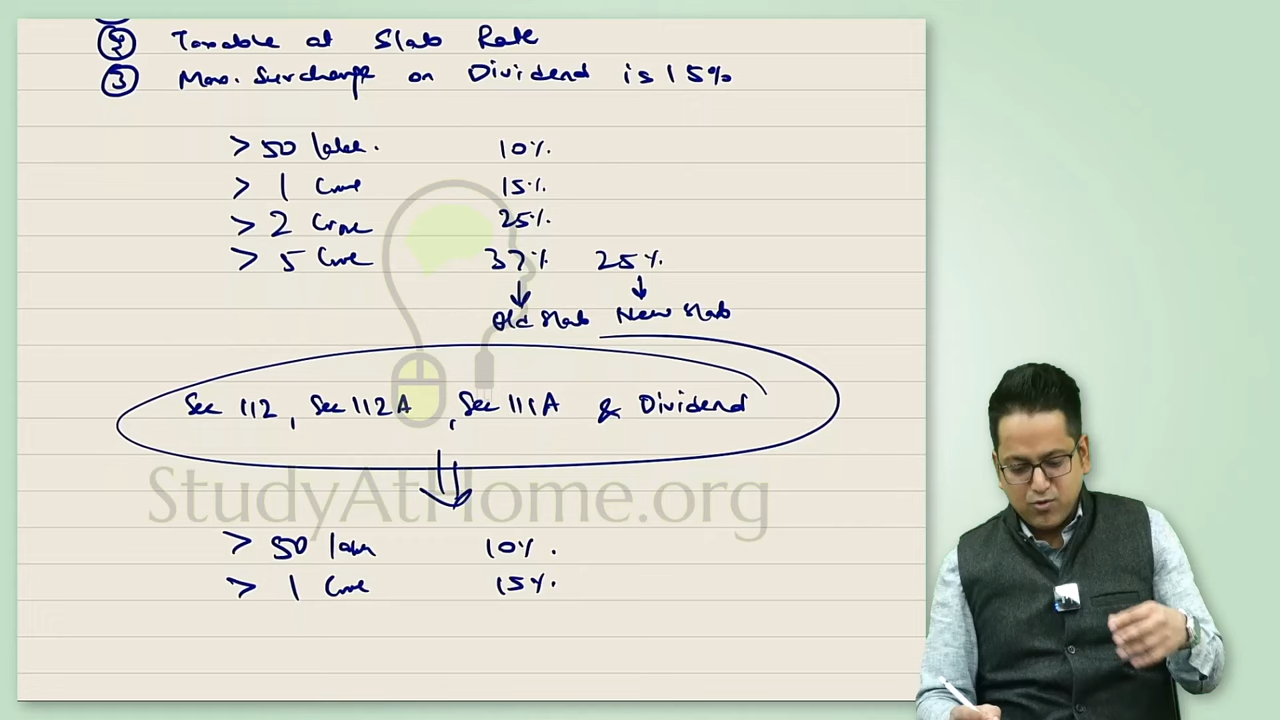 ② Taxable at Slab Rate
③ Max. Surcharge on Dividend is 15%
> 50 lakh. 10%.
> 1 Crore 15%.
> 2 Crore 25%.
> 5 Crore 37% 25%.
Old Slab New Slab
Sec 112, Sec 112A, Sec 111A & Dividend
StudyAtHome.org
> 50 lakh 10%.
> 1 Crore 15%.